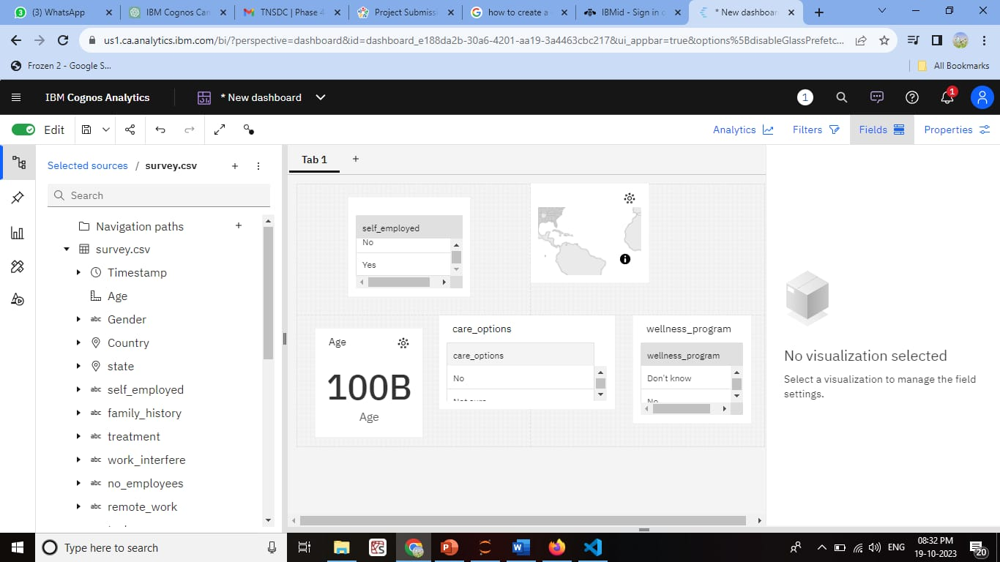 (3) WhatsApp
IBM Cognos Can
TNSDC | Phase 4
Project Submissi
how to create a
IBMid - Sign in o
* New dashboar
us1.ca.analytics.ibm.com/bi/?perspective=dashboard&id=dashboard_e188da2b-30a6-4201-aa19-3a4463cbc217&ui_appbar=true&options%5BdisableGlassPrefetc...
Frozen 2 - Google S...
All Bookmarks
IBM Cognos Analytics
* New dashboard
1
1
Edit
Analytics
Filters
Fields
Properties
Selected sources / survey.csv
Search
Navigation paths
survey.csv
Timestamp
Age
abc Gender
Country
state
abc self_employed
abc family_history
abc treatment
abc work_interfere
abc no_employees
abc remote_work
Tab 1
self_employed
No
Yes
Age
100B
Age
care_options
care_options
No
Not sure
wellness_program
wellness_program
Don't know
No
No visualization selected
Select a visualization to manage the field
settings.
Type here to search
ENG
08:32 PM
19-10-2023
20